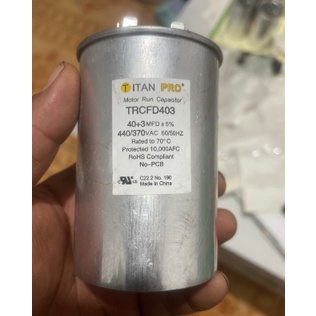 TITAN PRO®
Motor Run Capacitor
TRCFD403
40+3 MFD ± 5%
440/370VAC 60/50HZ
Rated to 70°C
Protected 10,000AFC
RoHS Compliant
No-PCB
C22.2 No. 190
Made In China